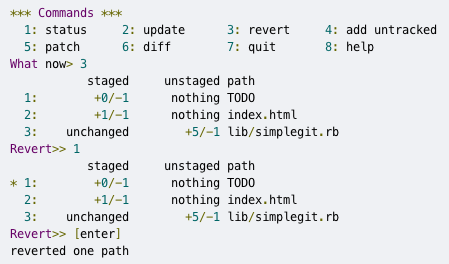 *** Commands ***
  1: status     2: update      3: revert     4: add untracked
  5: patch      6: diff        7: quit       8: help
What now> 3
           staged     unstaged path
  1:        +0/-1      nothing TODO
  2:        +1/-1      nothing index.html
  3:    unchanged        +5/-1 lib/simplegit.rb
Revert>> 1
           staged     unstaged path
* 1:        +0/-1      nothing TODO
  2:        +1/-1      nothing index.html
  3:    unchanged        +5/-1 lib/simplegit.rb
Revert>> [enter]
reverted one path